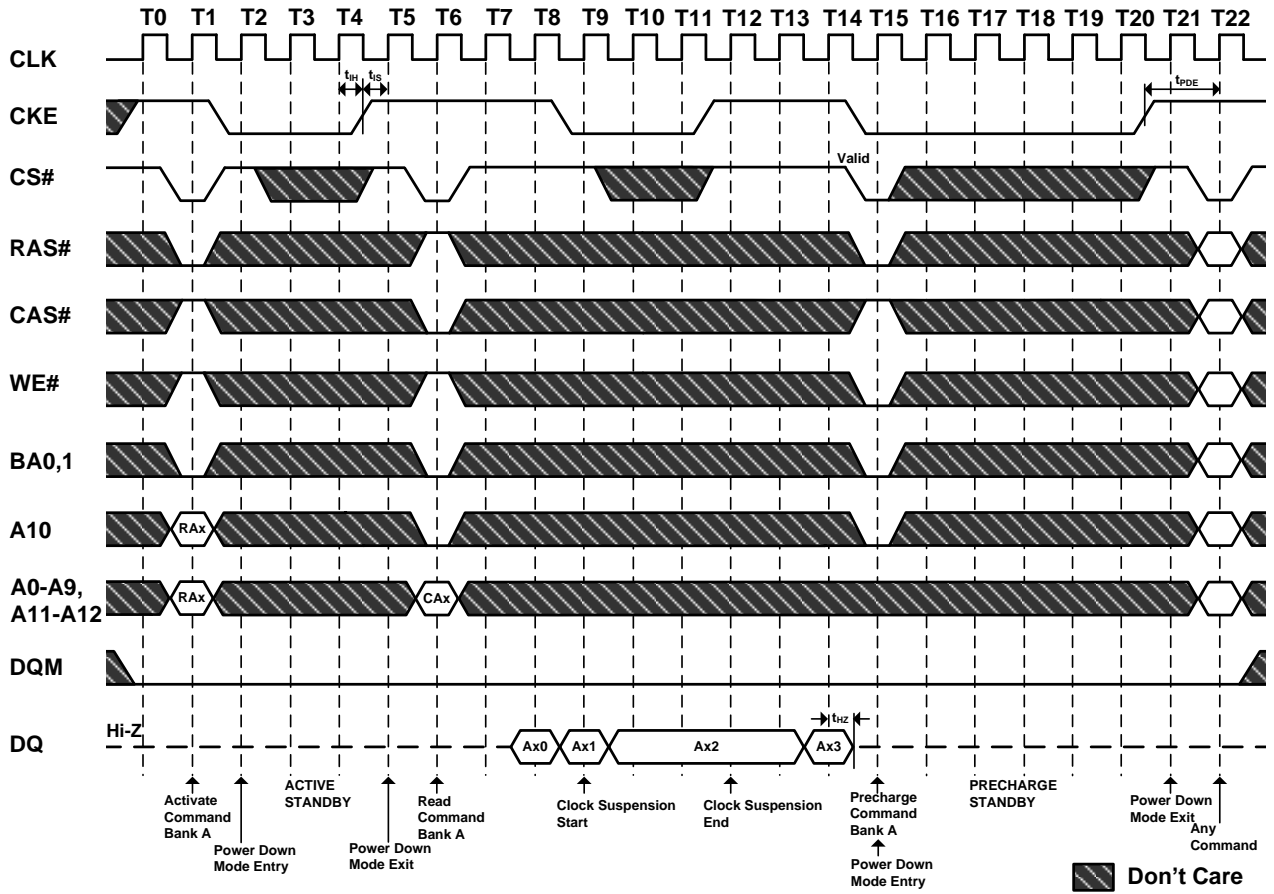 T0 T1 T2 T3 T4 T5 T6 T7 T8 T9 T10 T11 T12 T13 T14 T15 T16 T17 T18 T19 T20 T21 T22
CLK
tIH tIS
tPDE
CKE
Valid
CS#
RAS#
CAS#
WE#
BA0,1
A10
RAx
A0-A9,
A11-A12
RAx
CAx
DQM
Hi-Z
tHZ
DQ
Ax0
Ax1
Ax2
Ax3
Activate
Command
Bank A
ACTIVE
STANDBY
Power Down
Mode Entry
Power Down
Mode Exit
Read
Command
Bank A
Clock Suspension
Start
Clock Suspension
End
Precharge
Command
Bank A
Power Down
Mode Entry
PRECHARGE
STANDBY
Power Down
Mode Exit
Any
Command
Don't Care